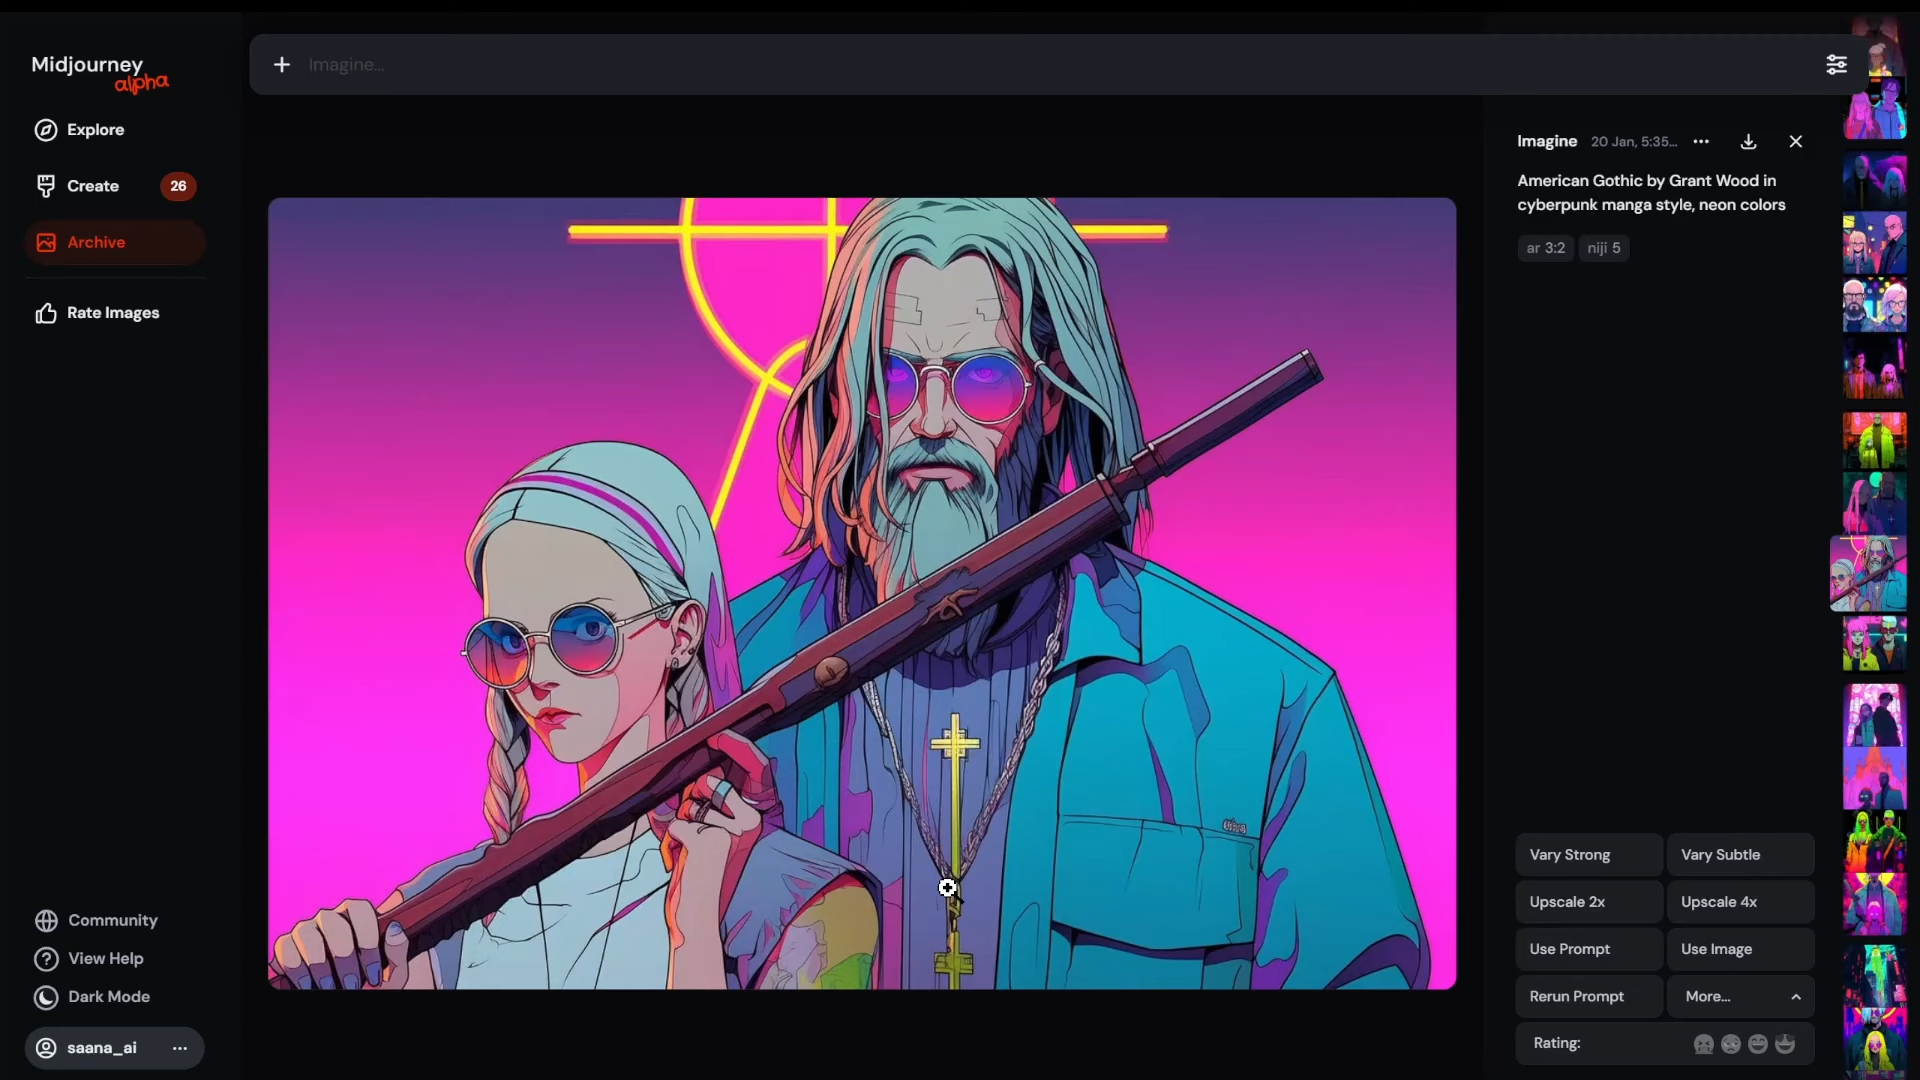 Midjourney
alpha
Imagine...
Explore
Create 26
Archive
Rate Images
Imagine 20 Jan, 5:35...
American Gothic by Grant Wood in
cyberpunk manga style, neon colors
ar 3:2 niji 5
Vary Strong Vary Subtle
Upscale 2x Upscale 4x
Use Prompt Use Image
Rerun Prompt More...
Rating:
Community
View Help
Dark Mode
saana_ai